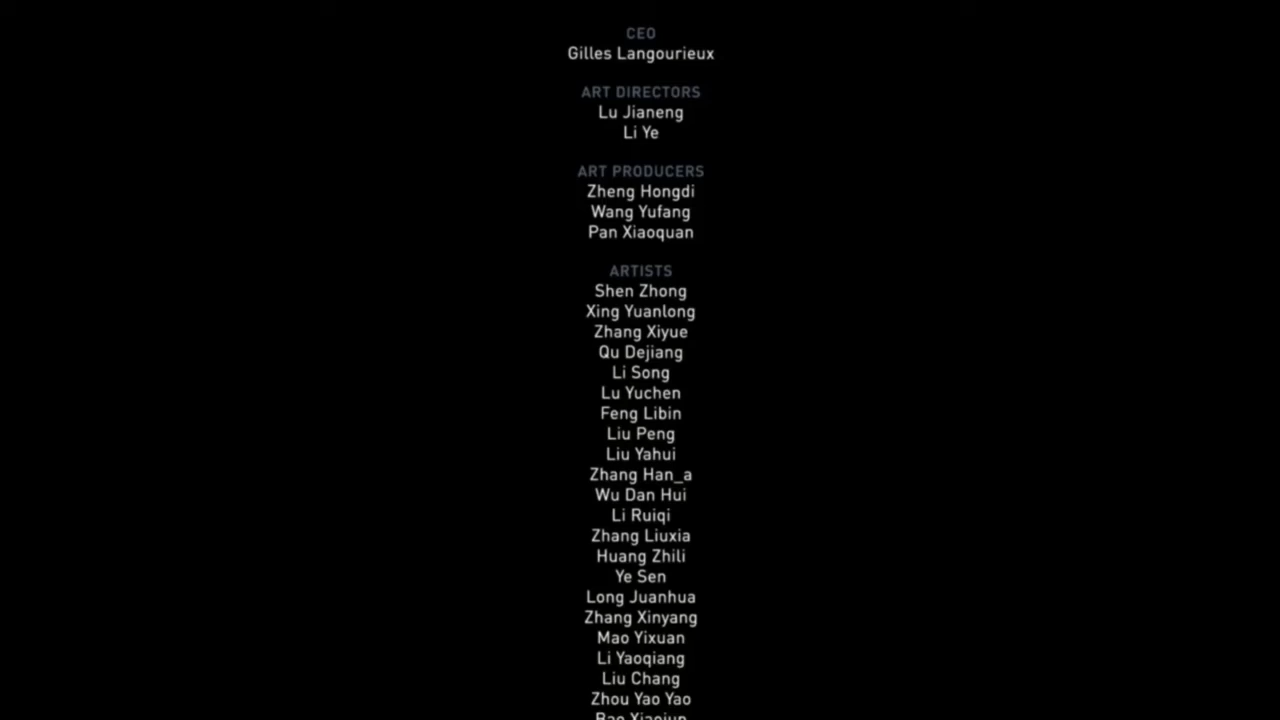 CEO
Gilles Langourieux
ART DIRECTORS
Lu Jianeng
Li Ye
ART PRODUCERS
Zheng Hongdi
Wang Yufang
Pan Xiaoquan
ARTISTS
Shen Zhong
Xing Yuanlong
Zhang Xiyue
Qu Dejiang
Li Song
Lu Yuchen
Feng Libin
Liu Peng
Liu Yahui
Zhang Han_a
Wu Dan Hui
Li Ruiqi
Zhang Liuxia
Huang Zhili
Ye Sen
Long Juanhua
Zhang Xinyang
Mao Yixuan
Li Yaoqiang
Liu Chang
Zhou Yao Yao